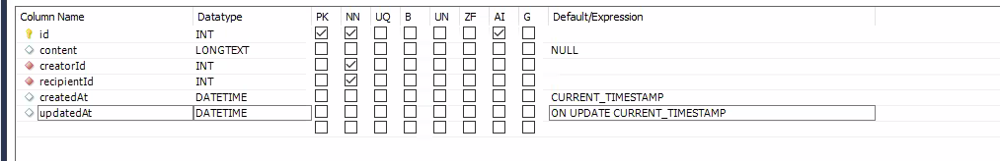 Column Name Datatype PK NN UQ B UN ZF AI G Default/Expression
id INT
content LONGTEXT NULL
creatorId INT
recipientId INT
createdAt DATETIME CURRENT_TIMESTAMP
updatedAt DATETIME ON UPDATE CURRENT_TIMESTAMP